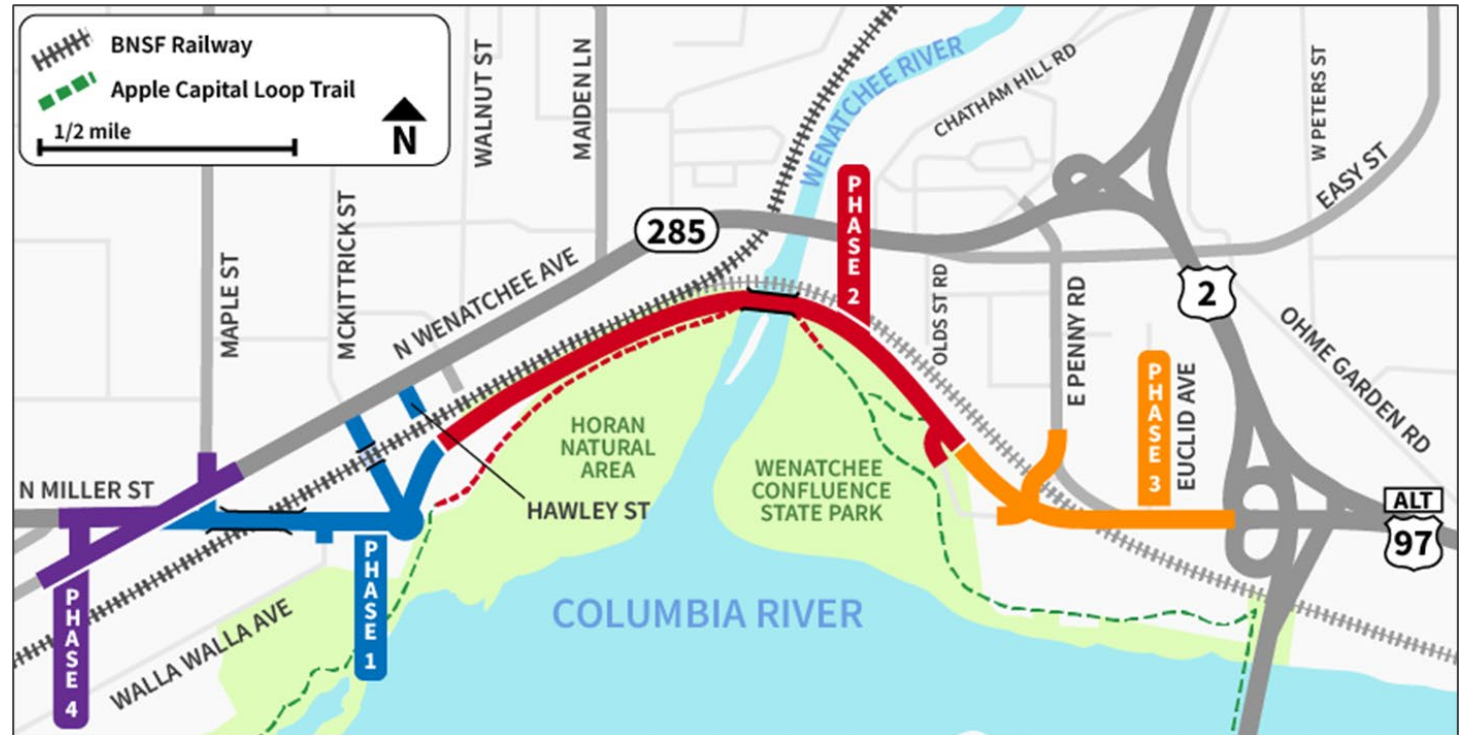 BNSF Railway
Apple Capital Loop Trail
1/2 mile
N
WALNUT ST
MAIDEN LN
WENATCHEE RIVER
CHATHAM HILL RD
W PETERS ST
EASY ST
MAPLE ST
MCKITTRICK ST
N WENATCHEE AVE
285
PHASE 2
OLDS ST RD
E PENNY RD
2
OHME GARDEN RD
PHASE 3
EUCLID AVE
HORAN
NATURAL
AREA
WENATCHEE
CONFLUENCE
STATE PARK
N MILLER ST
HAWLEY ST
ALT
97
PHASE 1
PHASE 4
WALLA WALLA AVE
COLUMBIA RIVER